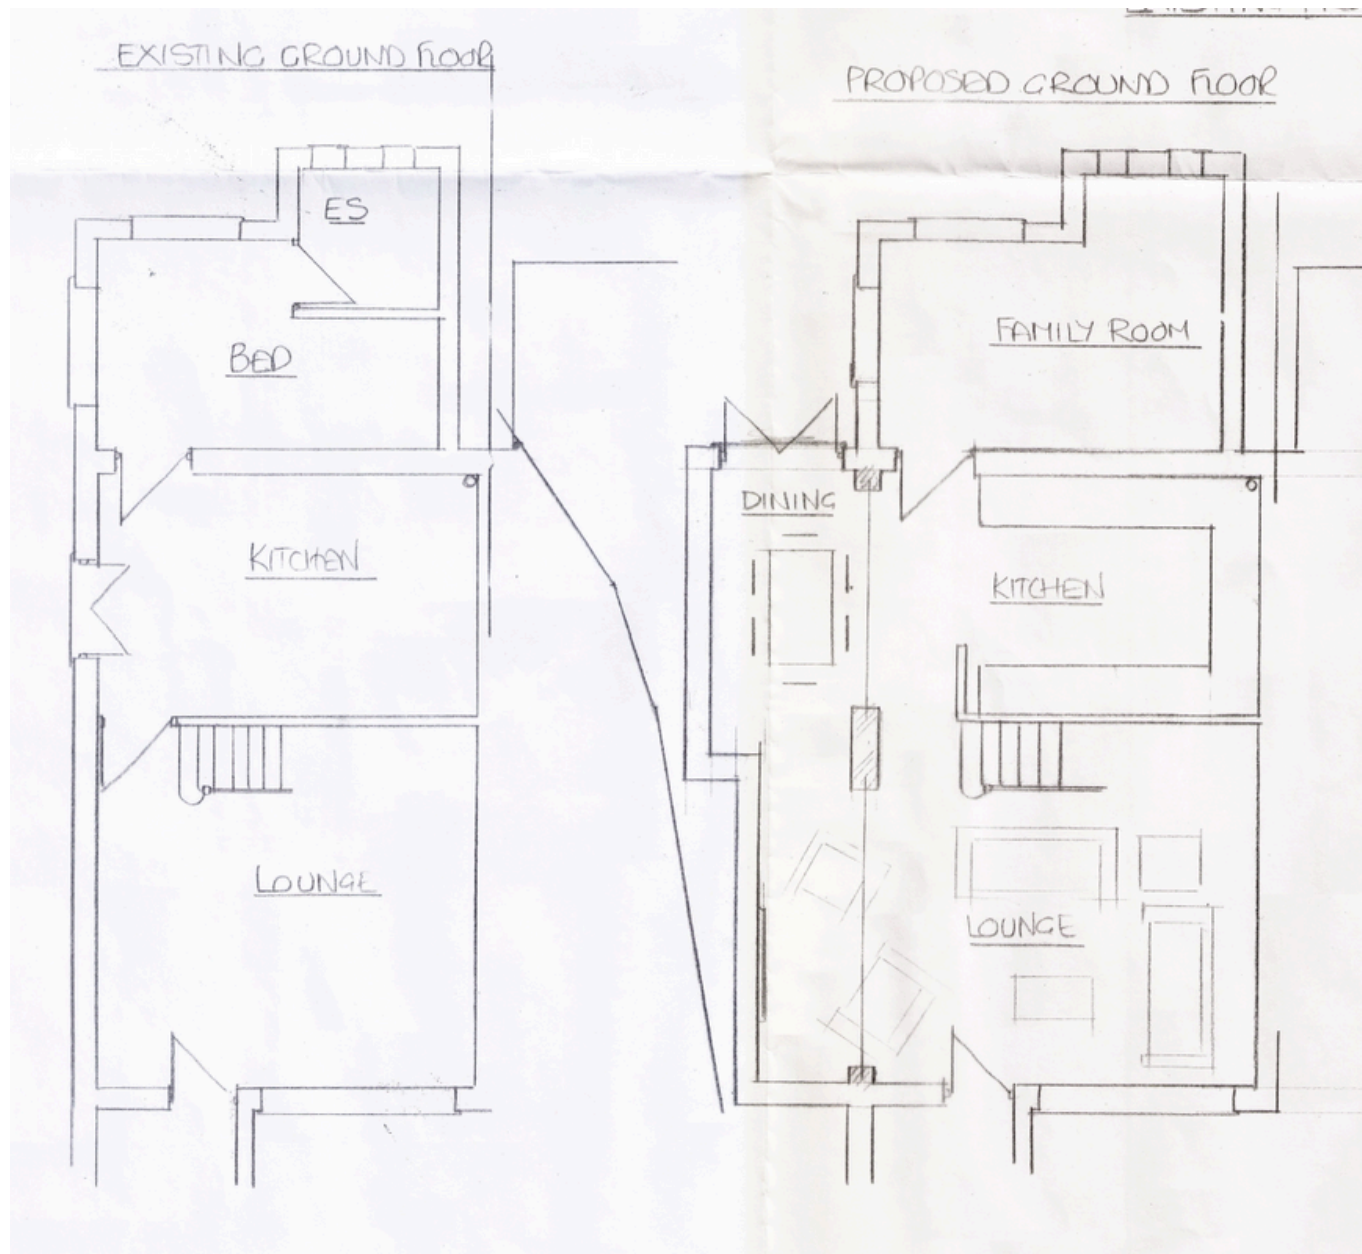 EXISTING GROUND FLOOR
PROPOSED GROUND FLOOR
ES
BED
KITCHEN
LOUNGE
FAMILY ROOM
DINING
KITCHEN
LOUNGE